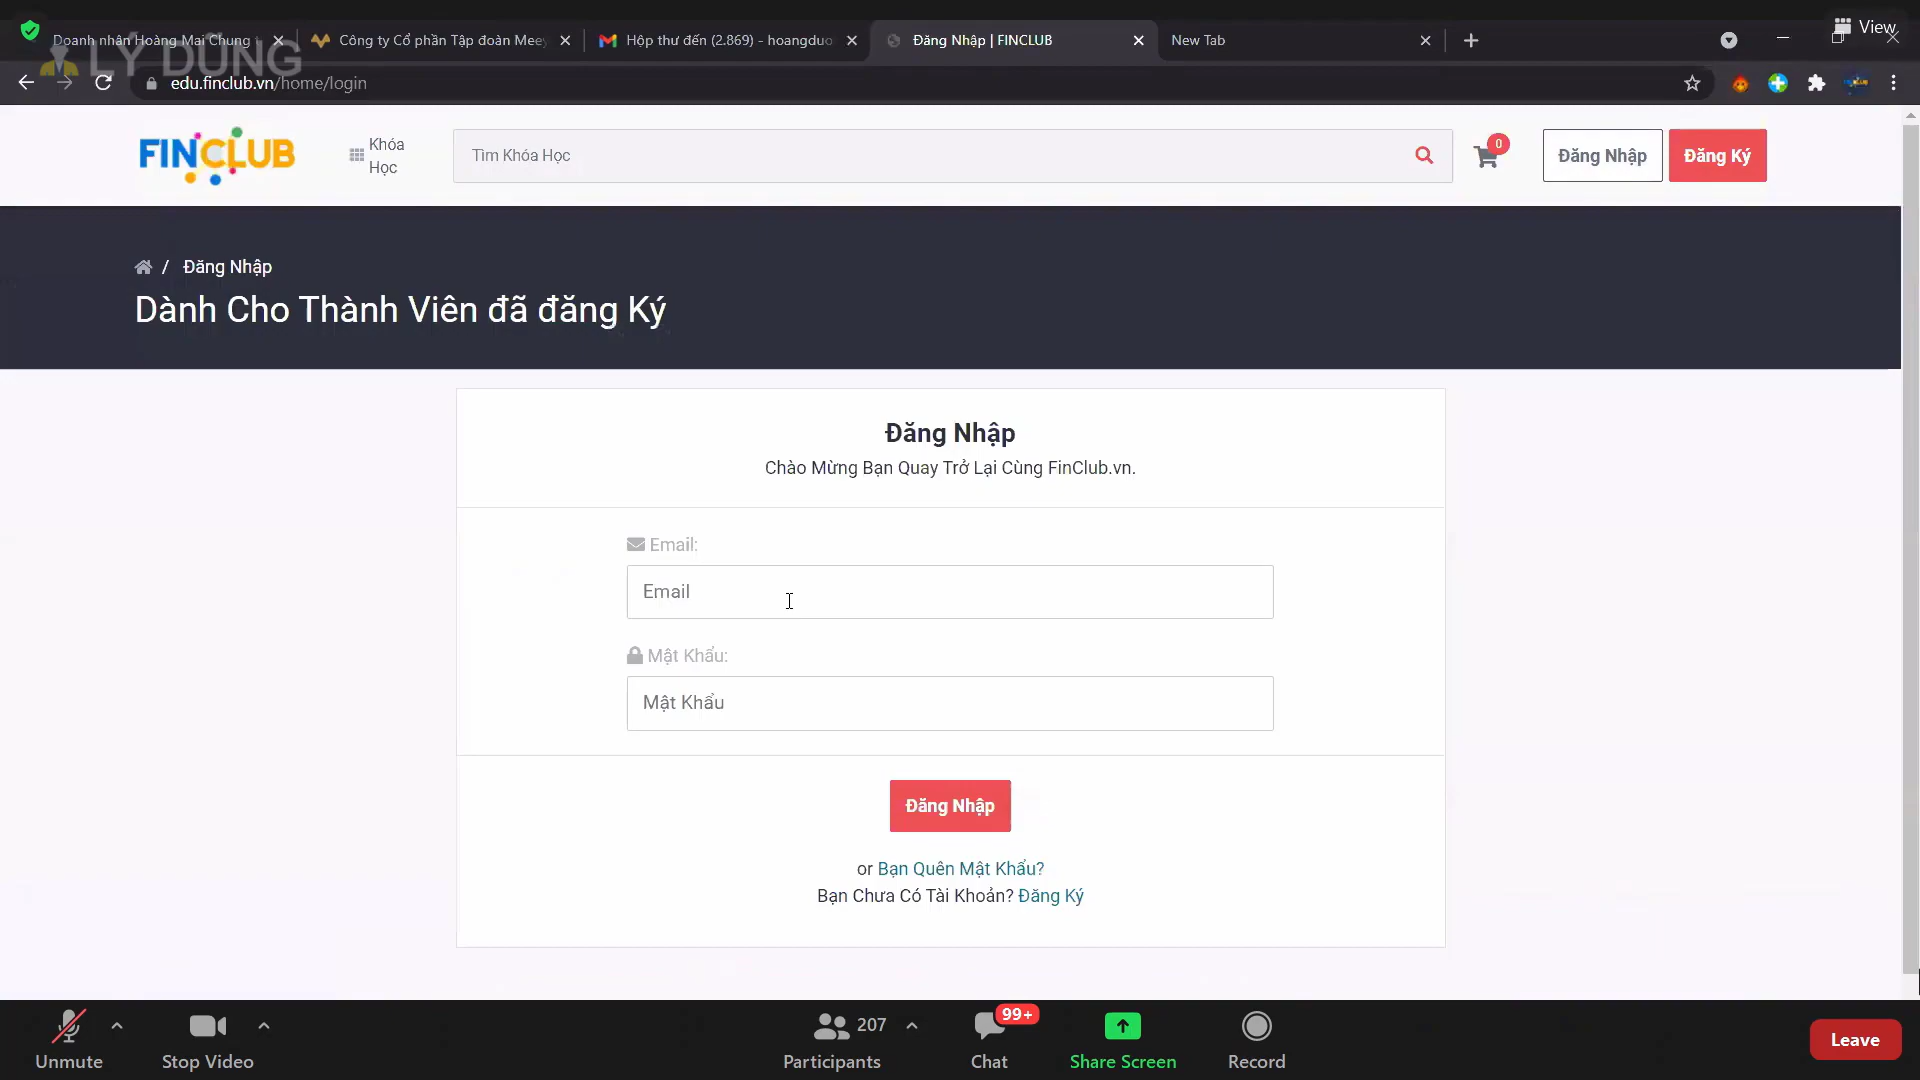 View
Doanh nhân Hoàng Mai Chung
Công ty Cổ phần Tập đoàn Meey
Hộp thư đến (2.869) - hoangduo
Đăng Nhập | FINCLUB
New Tab
LÝ DŨNG
edu.finclub.vn/home/login
FINCLUB
Khóa
Học
Tìm Khóa Học
0
Đăng Nhập
Đăng Ký
/ Đăng Nhập
Dành Cho Thành Viên đã đăng Ký
Đăng Nhập
Chào Mừng Bạn Quay Trở Lại Cùng FinClub.vn.
Email:
Email
Mật Khẩu:
Mật Khẩu
Đăng Nhập
or Bạn Quên Mật Khẩu?
Bạn Chưa Có Tài Khoản? Đăng Ký
Unmute
Stop Video
207
Participants
99+
Chat
Share Screen
Record
Leave